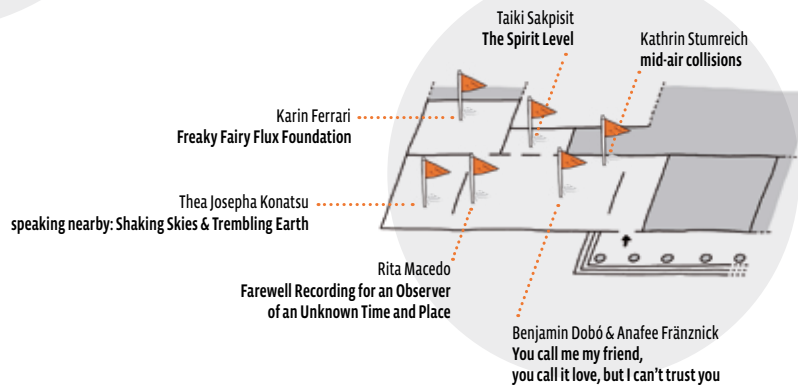 Taiki Sakpisit
The Spirit Level
Kathrin Stumreich
mid-air collisions
Karin Ferrari
Freaky Fairy Flux Foundation
Thea Josepha Konatsu
speaking nearby: Shaking Skies & Trembling Earth
Rita Macedo
Farewell Recording for an Observer
of an Unknown Time and Place
Benjamin Dobó & Anafee Fränznick
You call me my friend,
you call it love, but I can't trust you